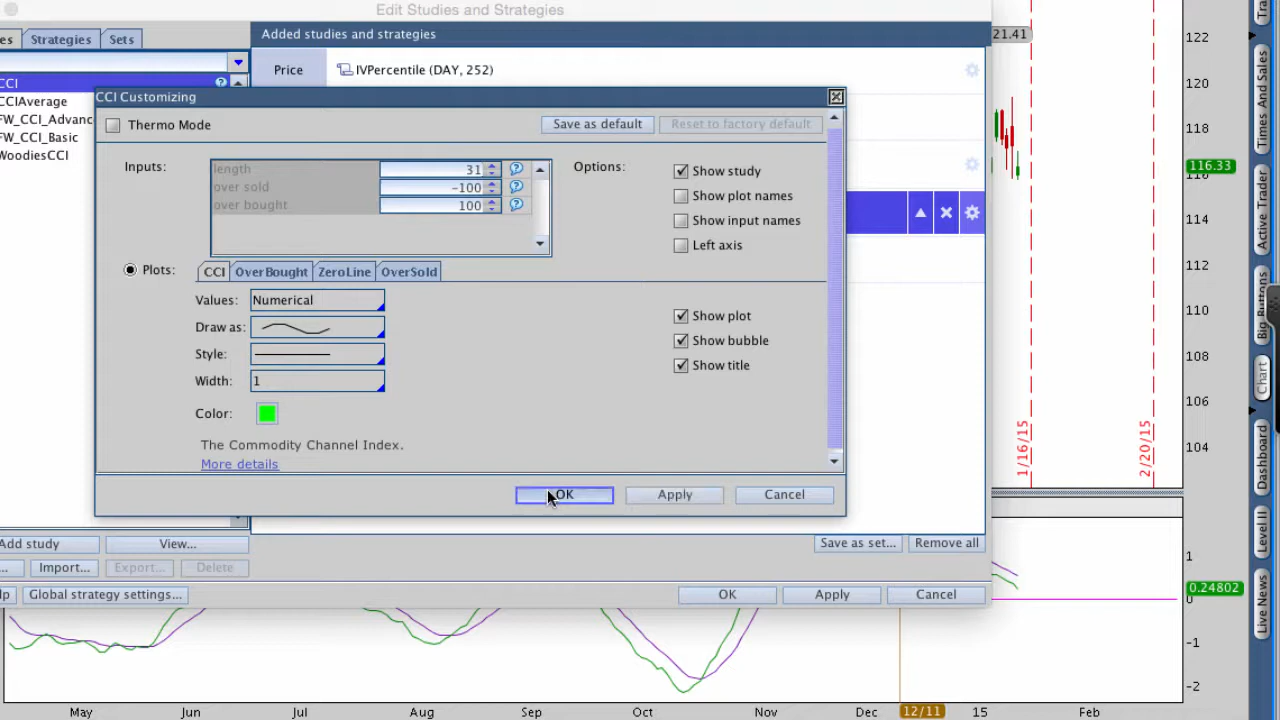 Edit Studies and Strategies
es Strategies Sets
Added studies and strategies
Price IVPercentile (DAY, 252)
CCI
CCIAverage
FW_CCI_Advanc
FW_CCI_Basic
WoodiesCCI
CCI Customizing
Thermo Mode
Save as default
Reset to factory default
Inputs:
length 31
over sold -100
over bought 100
Options:
Show study
Show plot names
Show input names
Left axis
Plots:
CCI OverBought ZeroLine OverSold
Values: Numerical
Draw as:
Style:
Width: 1
Color:
Show plot
Show bubble
Show title
The Commodity Channel Index.
More details
OK Apply Cancel
Add study View...
... Import... Export... Delete
lp Global strategy settings...
Save as set... Remove all
OK Apply Cancel
21.41
122
120
118
116.33
114
112
110
108
106
104
1/16/15
2/20/15
1
0.24802
0
-1
-2
May Jun Jul Aug Sep Oct Nov Dec 12/11 15 Feb
Tra
Times And Sales
Active Trader
Big Buttons
Chart
Dashboard
Level II
Live News